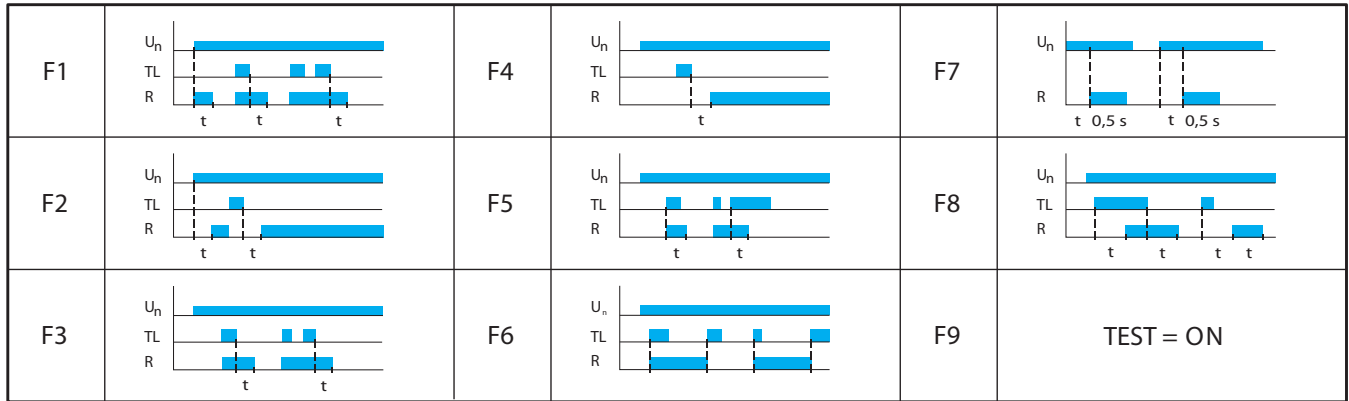 F1
Un
TL
R
t t t
F4
Un
TL
R
t
F7
Un
R
t 0,5 s t 0,5 s
F2
Un
TL
R
t t
F5
Un
TL
R
t t
F8
Un
TL
R
t t t t
F3
Un
TL
R
t t
F6
Un
TL
R
F9
TEST = ON